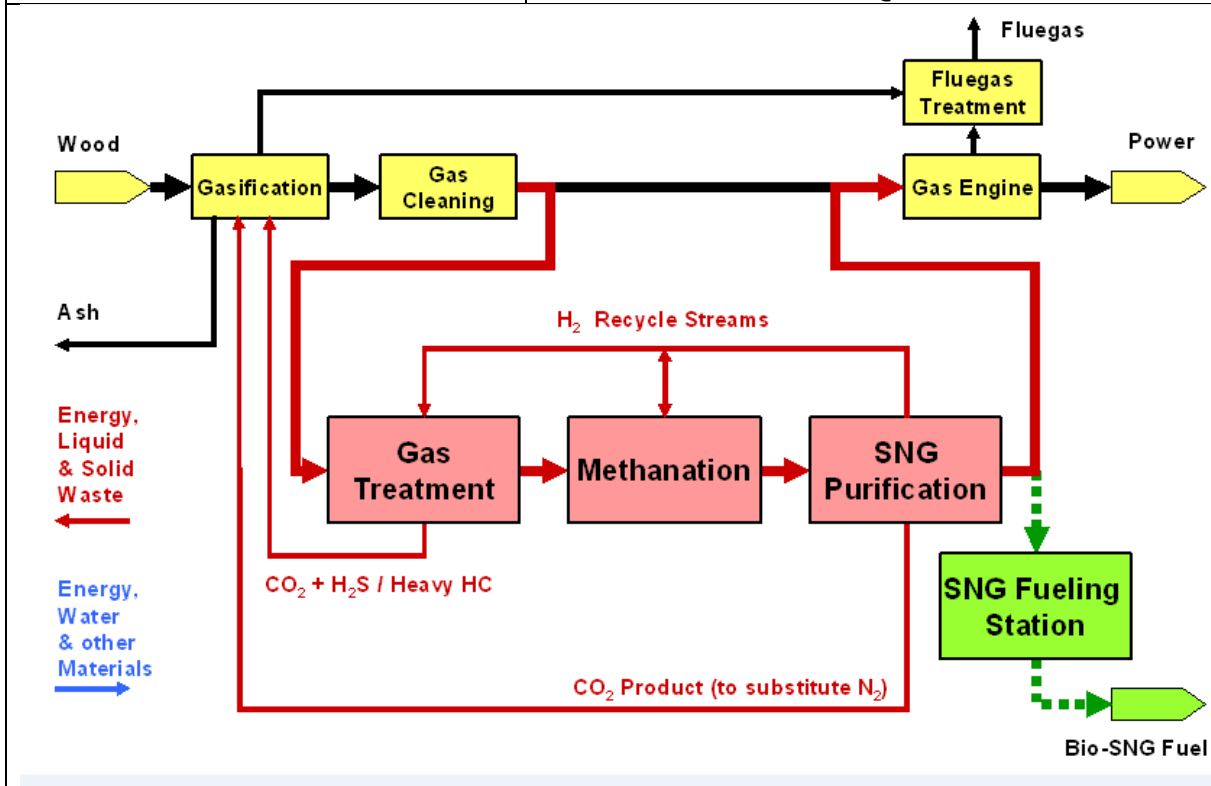 Fluegas
Fluegas
Treatment
Wood
Power
Gasification
Gas
Cleaning
Gas Engine
Ash
H₂ Recycle Streams
Energy,
Liquid
& Solid
Waste
Gas
Treatment
Methanation
SNG
Purification
CO₂ + H₂S / Heavy HC
Energy,
Water
& other
Materials
SNG Fueling
Station
CO₂ Product (to substitute N₂)
Bio-SNG Fuel